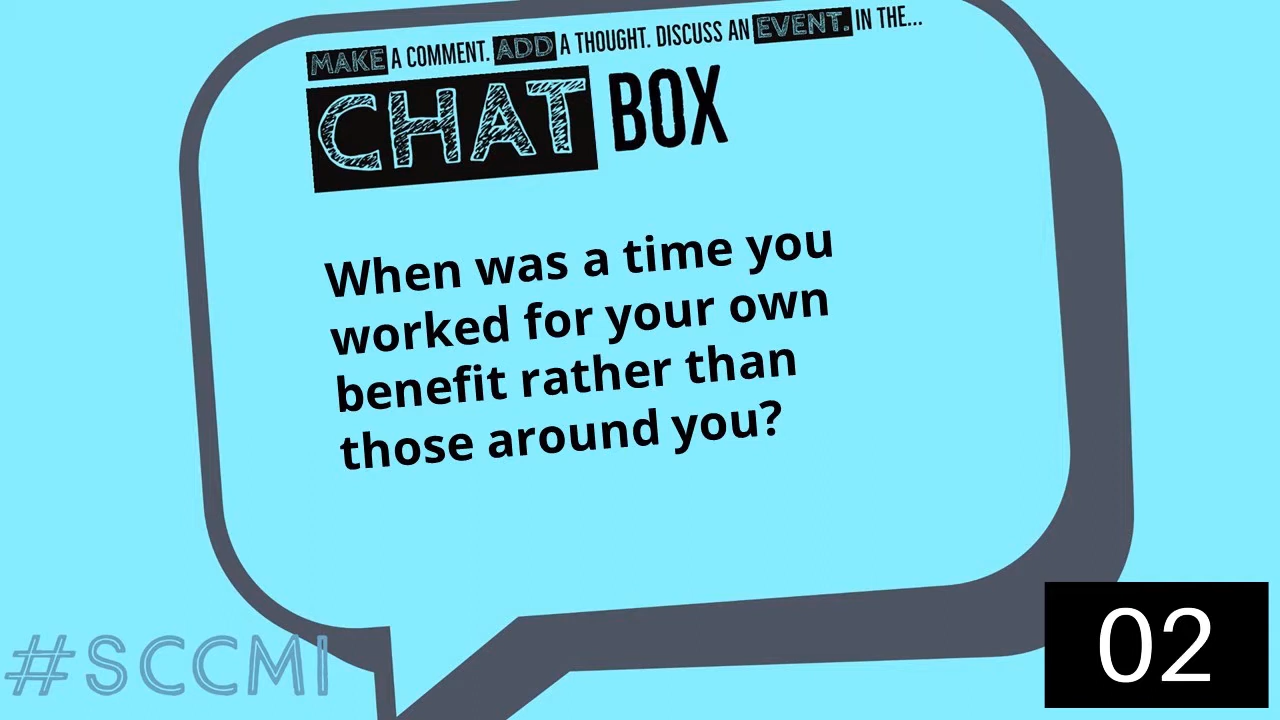 MAKE A COMMENT. ADD A THOUGHT. DISCUSS AN EVENT. IN THE...
CHAT BOX
When was a time you
worked for your own
benefit rather than
those around you?
#SCCMI
02